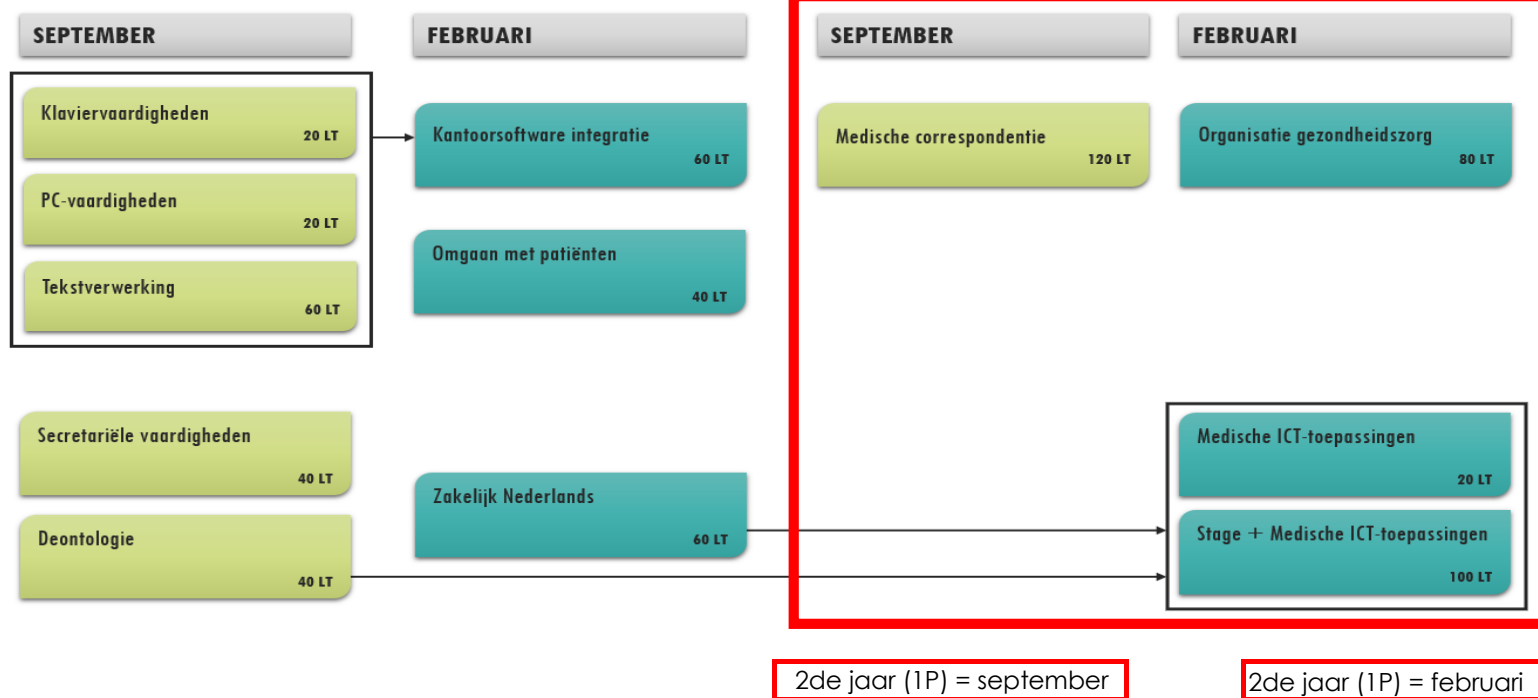 SEPTEMBER
FEBRUARI
SEPTEMBER
FEBRUARI
Klaviervaardigheden
20 LT
PC-vaardigheden
20 LT
Tekstverwerking
60 LT
Kantoorsoftware integratie
60 LT
Omgaan met patiënten
40 LT
Medische correspondentie
120 LT
Organisatie gezondheidszorg
80 LT
Secretariële vaardigheden
40 LT
Deontologie
40 LT
Zakelijk Nederlands
60 LT
Medische ICT-toepassingen
20 LT
Stage + Medische ICT-toepassingen
100 LT
2de jaar (1P) = september
2de jaar (1P) = februari